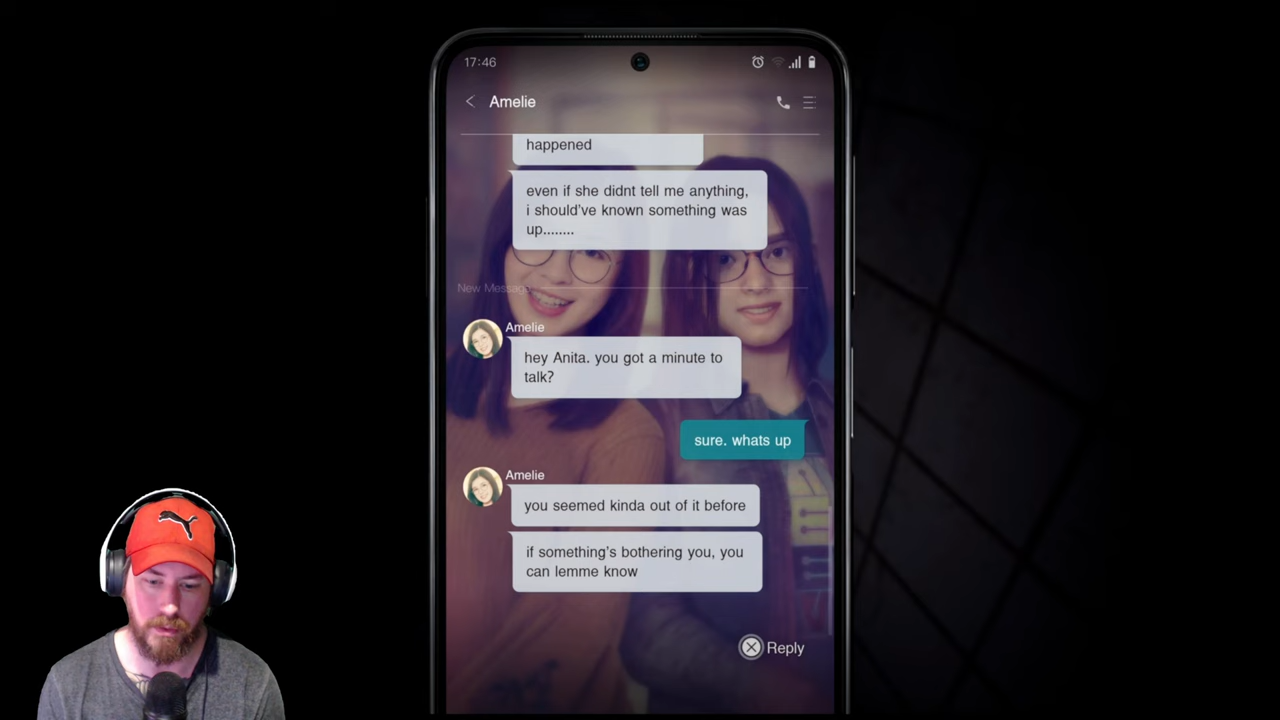 17:46
Amelie
happened
even if she didnt tell me anything,
i should've known something was
up........
New Message
Amelie
hey Anita. you got a minute to
talk?
sure. whats up
Amelie
you seemed kinda out of it before
if something's bothering you, you
can lemme know
Reply